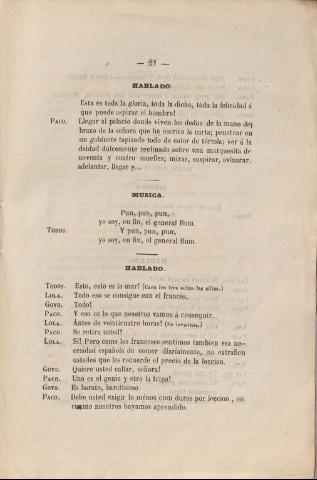 — 21 —
HABLADO.
Esta es toda la gloria, toda la dicha, toda la felicidad á
que puede aspirar el hombre!
PACO. Llegar al palacio donde viven los dedos de la mano del
brazo de la señora que ha escrito la carta; penetrar en
un gabinete tapizado todo de color de tórtola; ver á la
deidad dulcemente reclinada sobre una marquesita de
noventa y cuatro muelles; mirar, suspirar, avizorar,
adelantar, llegar y...
MUSICA.
Pun, pun, pun,
yo soy, en fin, el general Bum.
TODOS. Y pun, pun, pun,
yo soy, en fin, el general Bum.
HABLADO.
TODOS. Esto, esto es la mar! (Caen los tres sobre las sillas.)
LOLA. Todo eso se consigue con el francés.
GOYO. Todo!
PACO. Y eso es lo que nosotros vamos á conseguir.
LOLA. Ántes de veinticuatro horas! (Se levantan.)
PACO. Se retira usted?
LOLA. Sí! Pero como los franceses sentimos tambien esa ne-
cesidad española de comer diariamente, no extrañen
ustedes que les recuerde el precio de la leccion.
GOYO. Quiere usted callar, señora!
PACO. Uno es el genio y otro la tripa!
GOYO. Es barato, baratísimo.
PACO. Debe usted exigir lo ménos cien duros por leccion, en
cuanto nosotros hayamos aprendido.